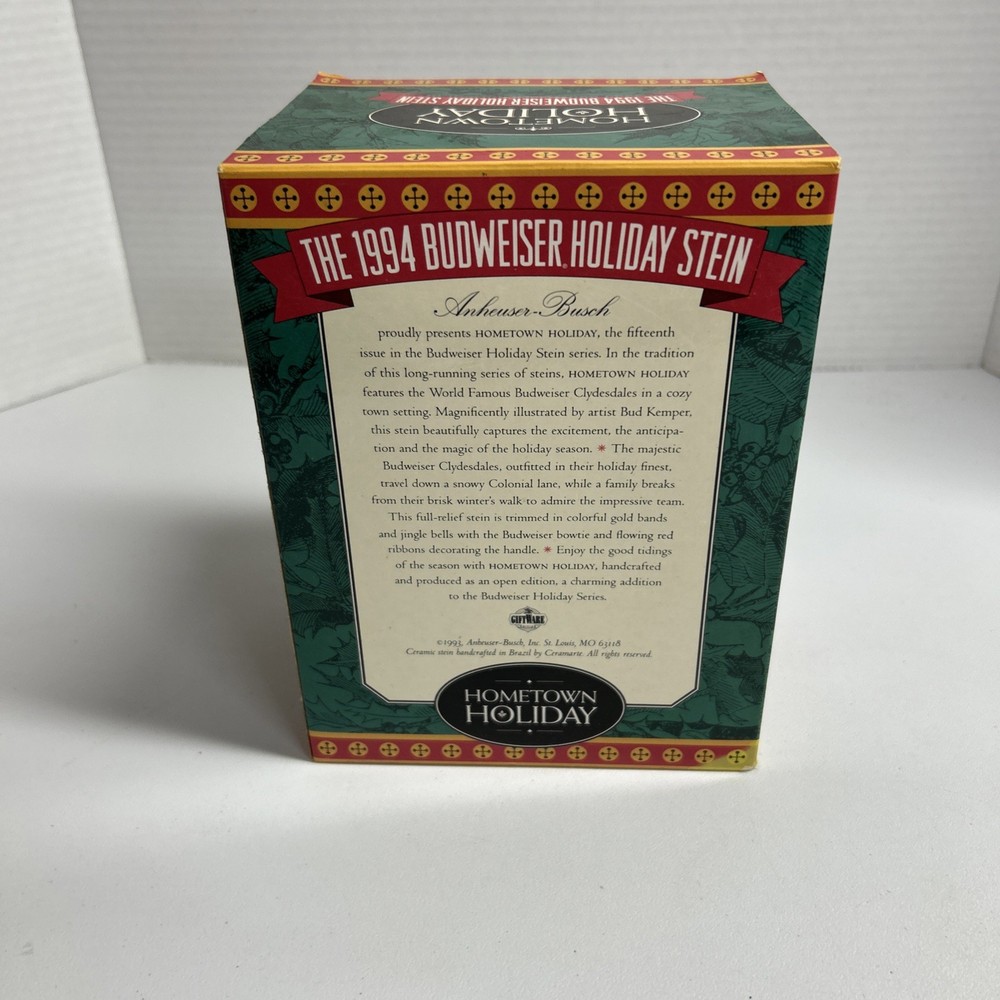 HOMETOWN
HOLIDAY
THE 1994 BUDWEISER HOLIDAY STEIN
THE 1994 BUDWEISER HOLIDAY STEIN
Anheuser-Busch
proudly presents HOMETOWN HOLIDAY, the fifteenth
issue in the Budweiser Holiday Stein series. In the tradition
of this long-running series of steins, HOMETOWN HOLIDAY
features the World Famous Budweiser Clydesdales in a cozy
town setting. Magnificently illustrated by artist Bud Kemper,
this stein beautifully captures the excitement, the anticipa-
tion and the magic of the holiday season. * The majestic
Budweiser Clydesdales, outfitted in their holiday finest,
travel down a snowy Colonial lane, while a family breaks
from their brisk winter's walk to admire the impressive team.
This full-relief stein is trimmed in colorful gold bands
and jingle bells with the Budweiser bowtie and flowing red
ribbons decorating the handle. * Enjoy the good tidings
of the season with HOMETOWN HOLIDAY, handcrafted
and produced as an open edition, a charming addition
to the Budweiser Holiday Series.
GIFTWARE
©1993, Anheuser-Busch, Inc. St. Louis, MO 63118
Ceramic stein handcrafted in Brazil by Ceramarte. All rights reserved.
HOMETOWN
HOLIDAY